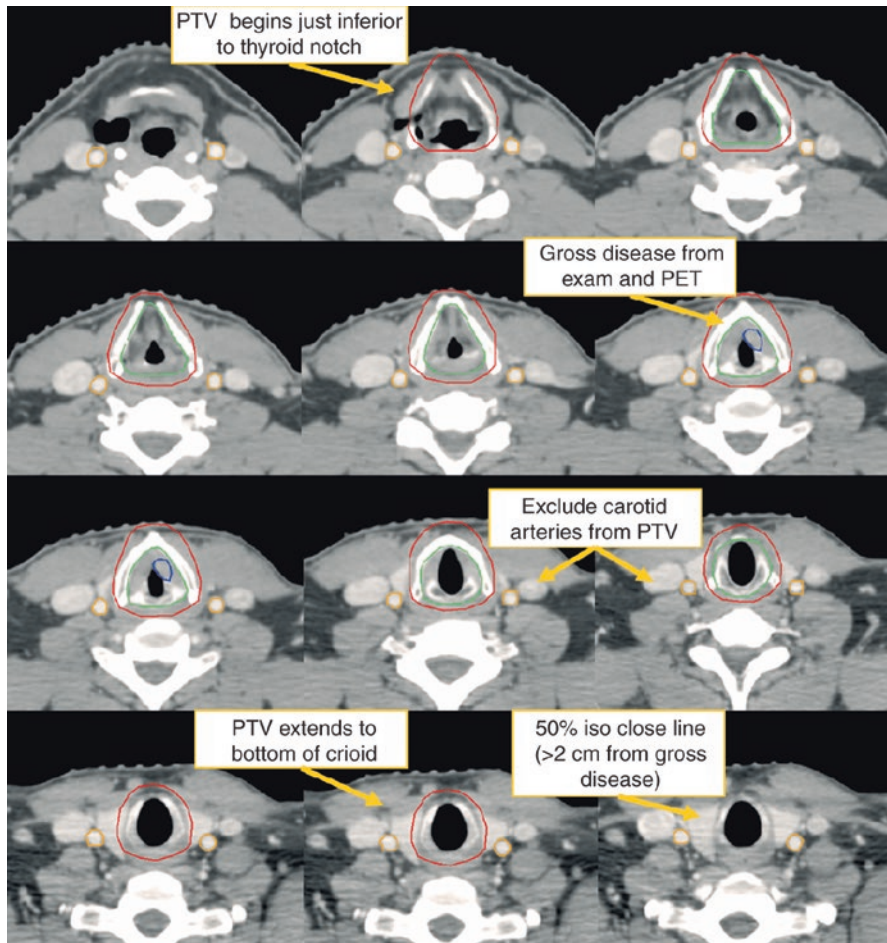 PTV begins just inferior
to thyroid notch
Gross disease from
exam and PET
Exclude carotid
arteries from PTV
PTV extends to
bottom of crioid
50% iso close line
(>2 cm from gross
disease)